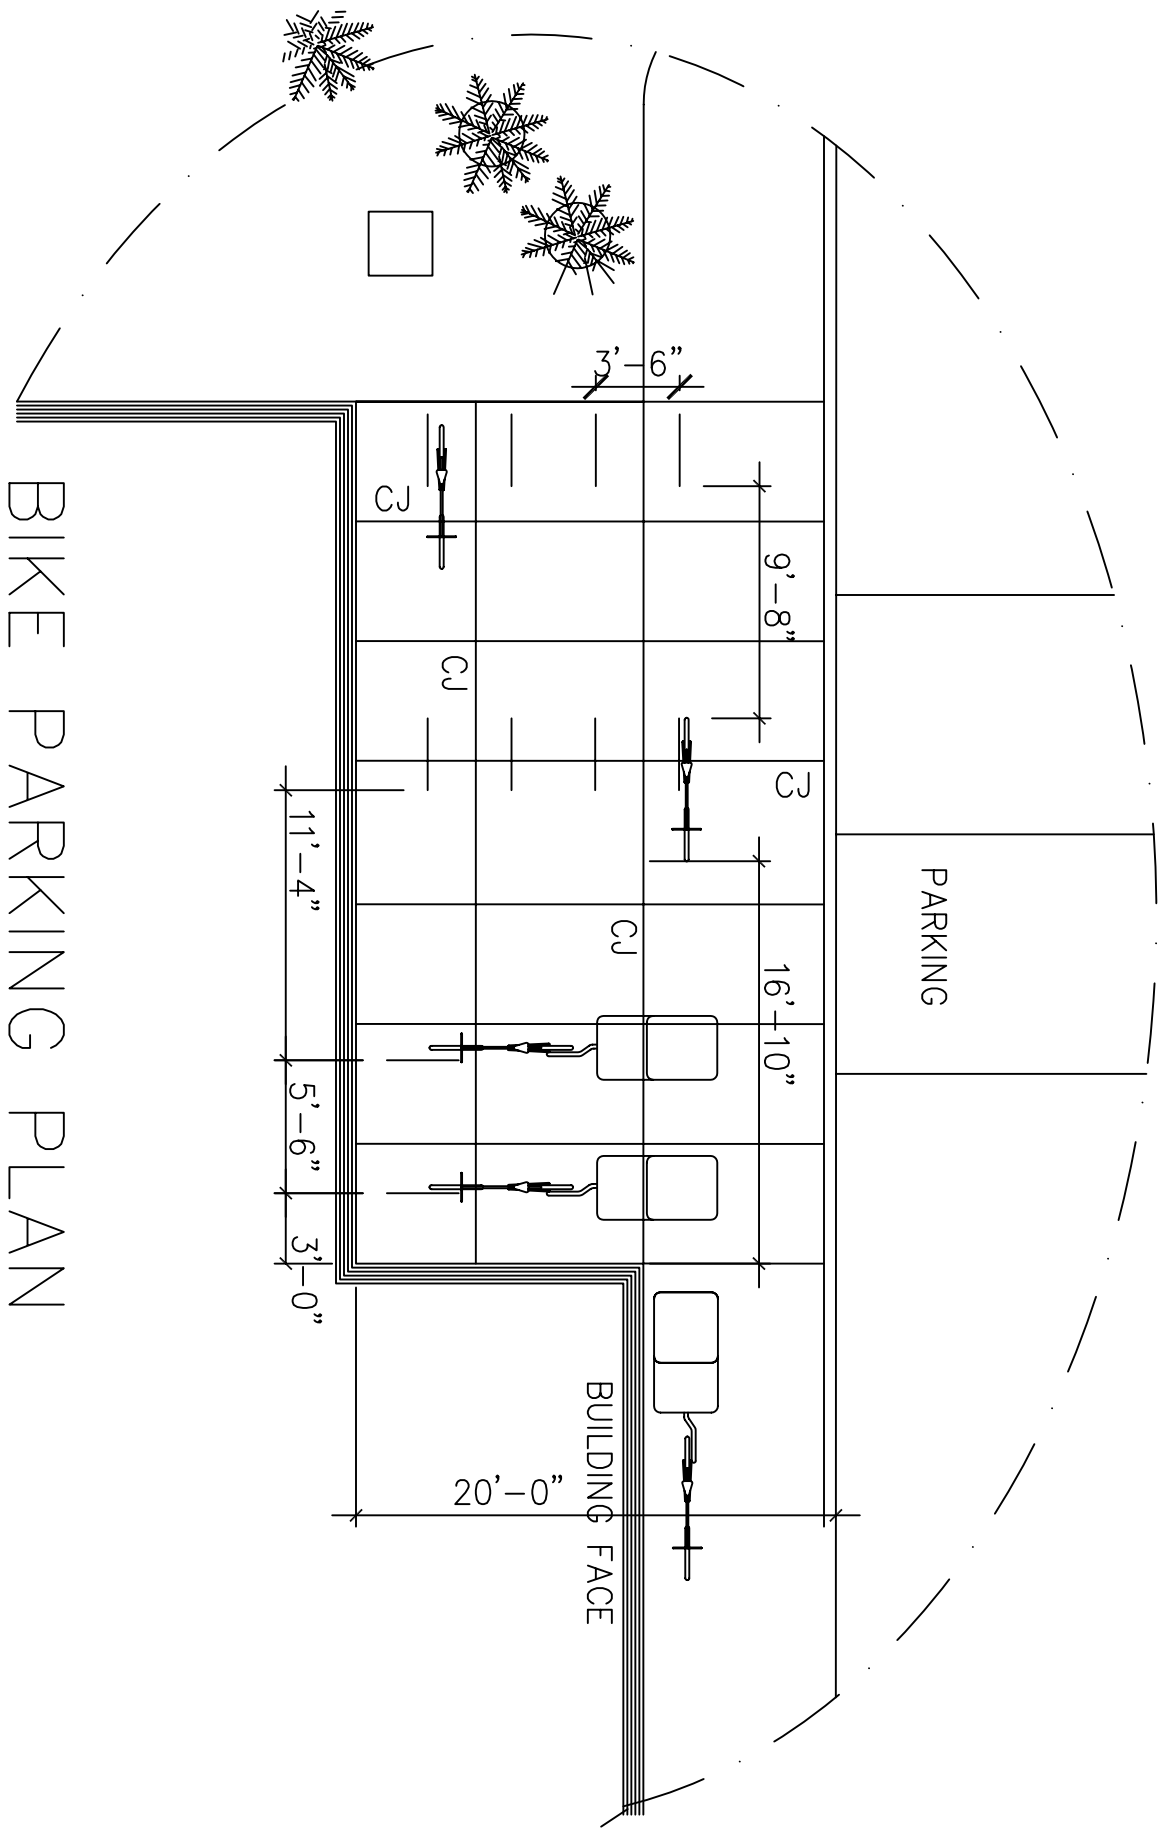 3’-6”
CJ
9’-8”
CJ
CJ
PARKING
11’-4”
CJ
16’-10”
5’-6”
3’-0”
20’-0”
BUILDING FACE
BIKE PARKING PLAN